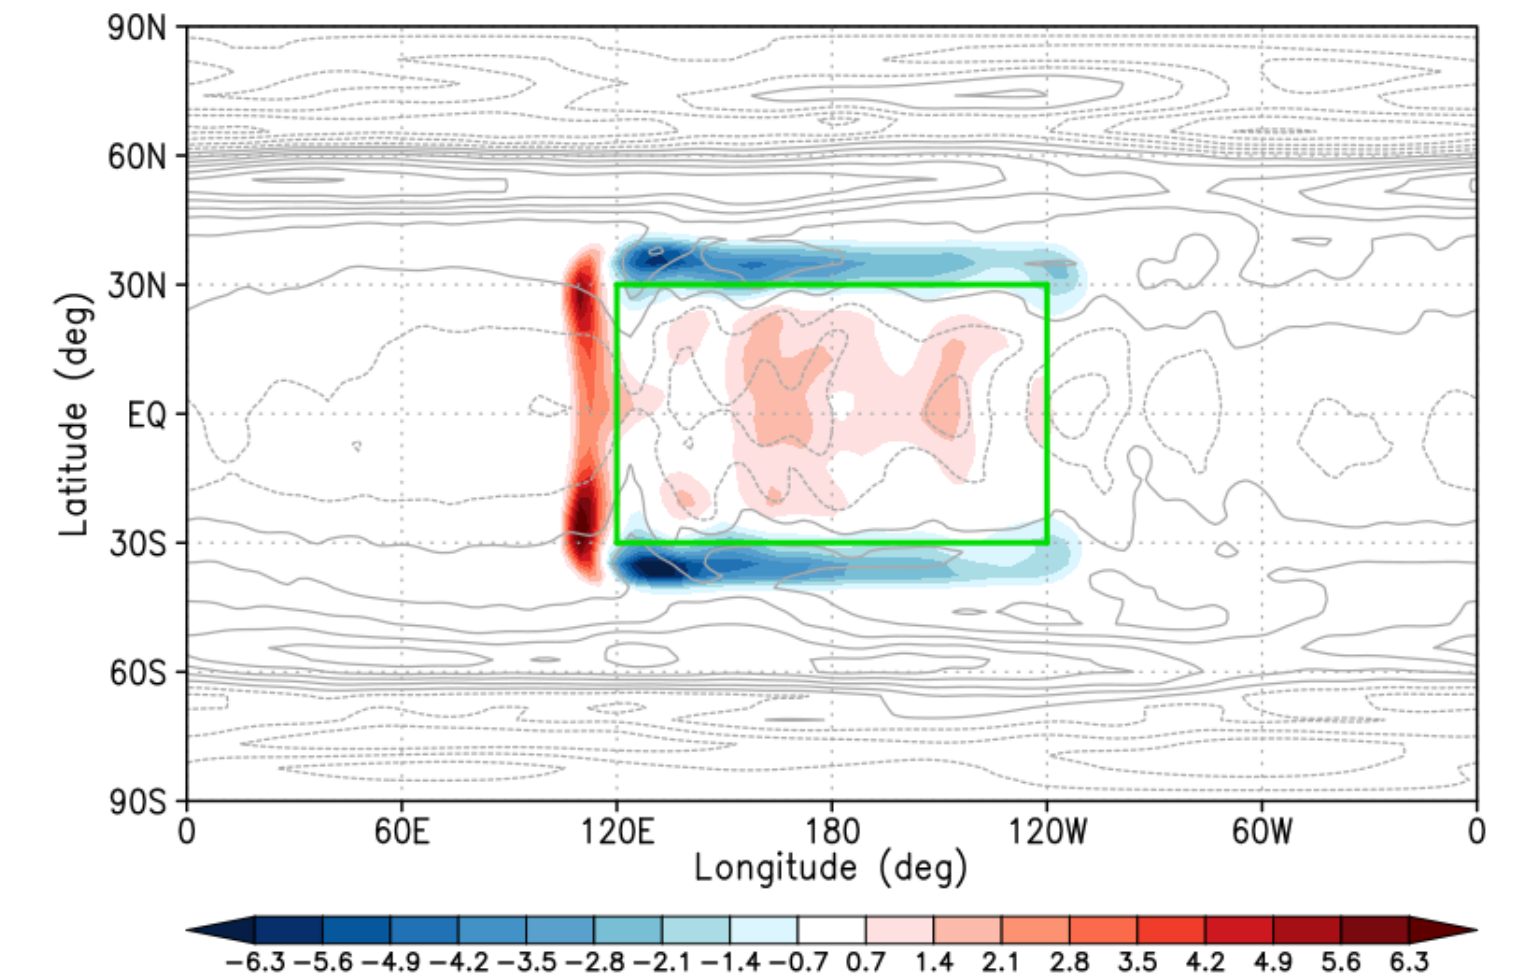 90N
60N
30N
EQ
30S
60S
90S
Latitude (deg)
0 60E 120E 180 120W 60W 0
Longitude (deg)
−6.3 −5.6 −4.9 −4.2 −3.5 −2.8 −2.1 −1.4 −0.7 0.7 1.4 2.1 2.8 3.5 4.2 4.9 5.6 6.3